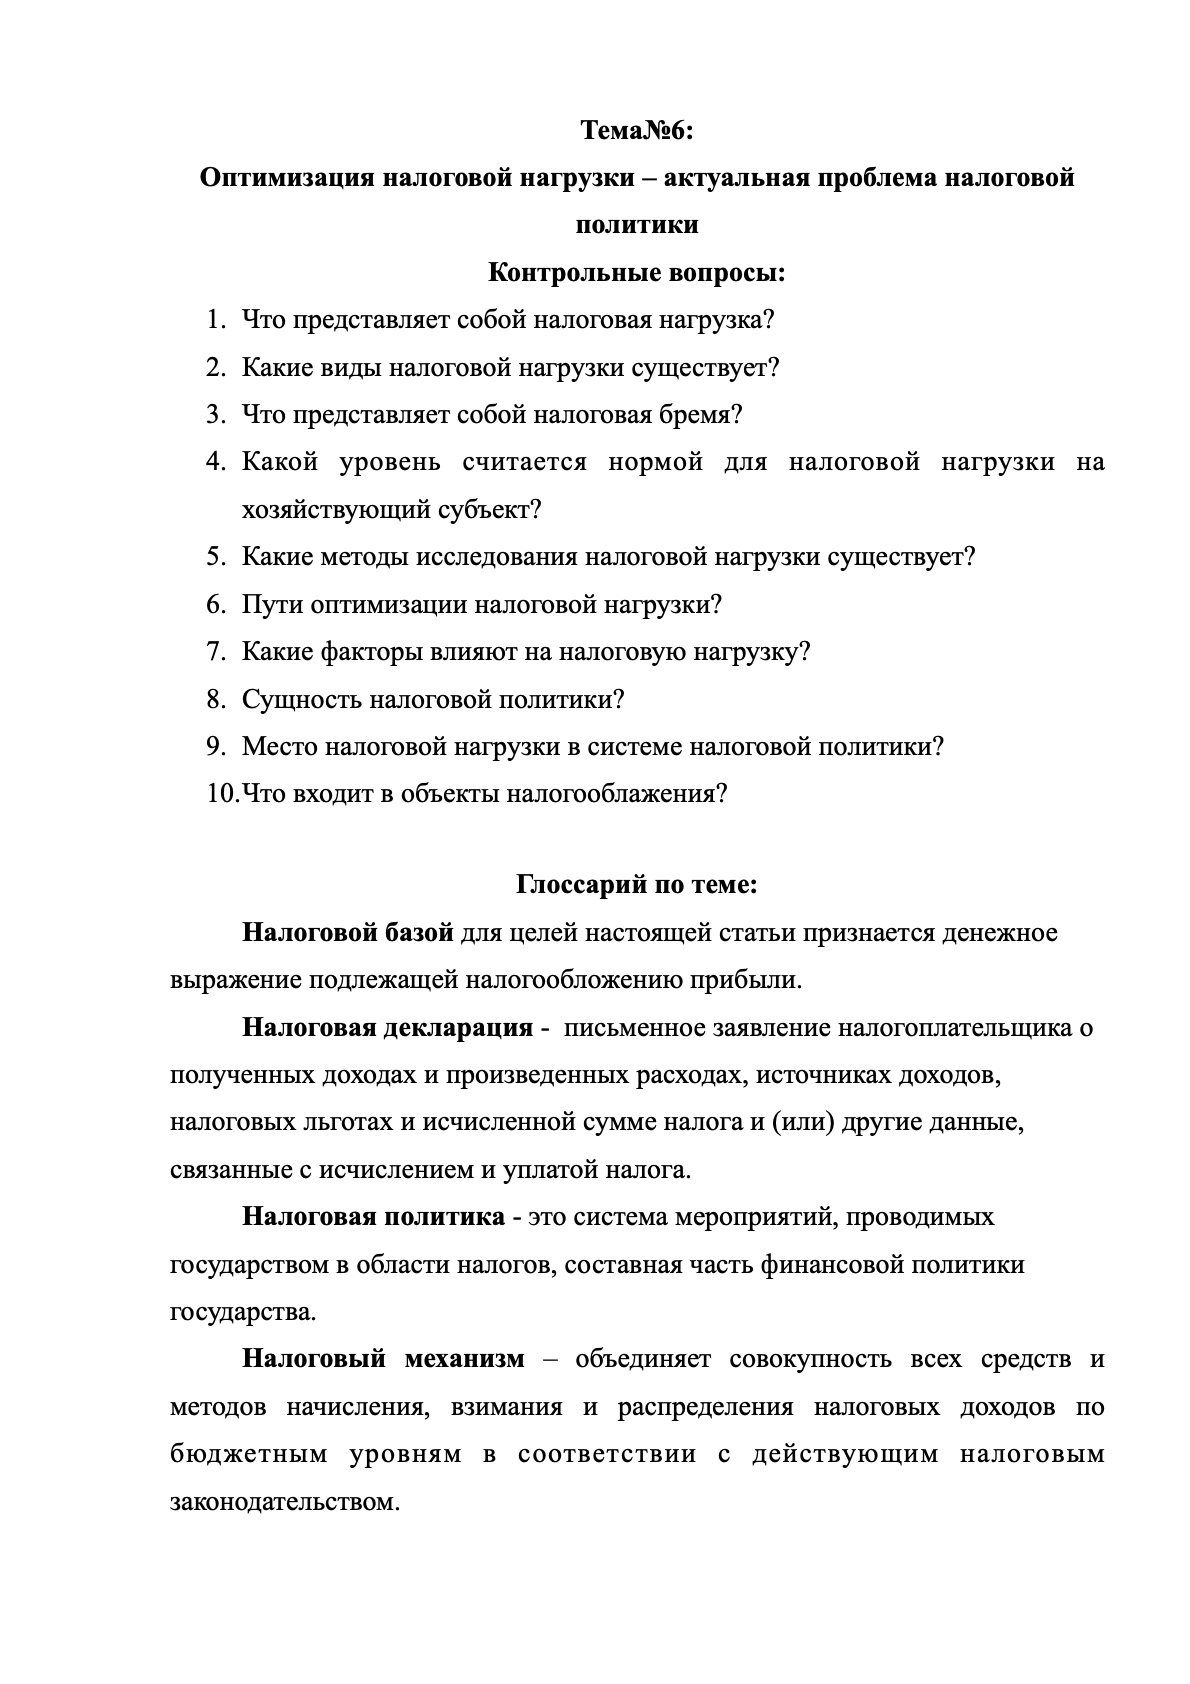 Тема№6:
Оптимизация налоговой нагрузки – актуальная проблема налоговой
политики
Контрольные вопросы:
1. Что представляет собой налоговая нагрузка?
2. Какие виды налоговой нагрузки существует?
3. Что представляет собой налоговая бремя?
4. Какой уровень считается нормой для налоговой нагрузки на
хозяйствующий субъект?
5. Какие методы исследования налоговой нагрузки существует?
6. Пути оптимизации налоговой нагрузки?
7. Какие факторы влияют на налоговую нагрузку?
8. Сущность налоговой политики?
9. Место налоговой нагрузки в системе налоговой политики?
10.Что входит в объекты налогооблажения?
Глоссарий по теме:
Налоговой базой для целей настоящей статьи признается денежное
выражение подлежащей налогообложению прибыли.
Налоговая декларация - письменное заявление налогоплательщика о
полученных доходах и произведенных расходах, источниках доходов,
налоговых льготах и исчисленной сумме налога и (или) другие данные,
связанные с исчислением и уплатой налога.
Налоговая политика - это система мероприятий, проводимых
государством в области налогов, составная часть финансовой политики
государства.
Налоговый механизм – объединяет совокупность всех средств и
методов начисления, взимания и распределения налоговых доходов по
бюджетным уровням в соответствии с действующим налоговым
законодательством.